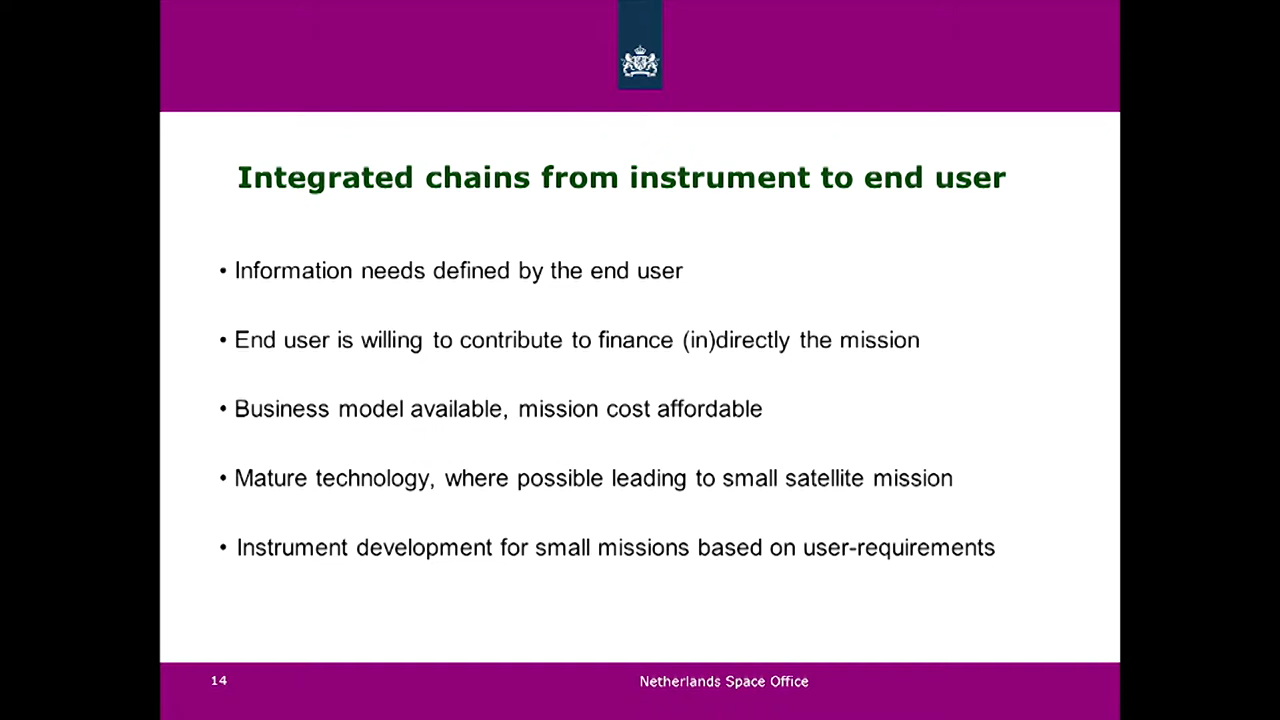 Integrated chains from instrument to end user
• Information needs defined by the end user
• End user is willing to contribute to finance (in)directly the mission
• Business model available, mission cost affordable
• Mature technology, where possible leading to small satellite mission
• Instrument development for small missions based on user-requirements
14
Netherlands Space Office